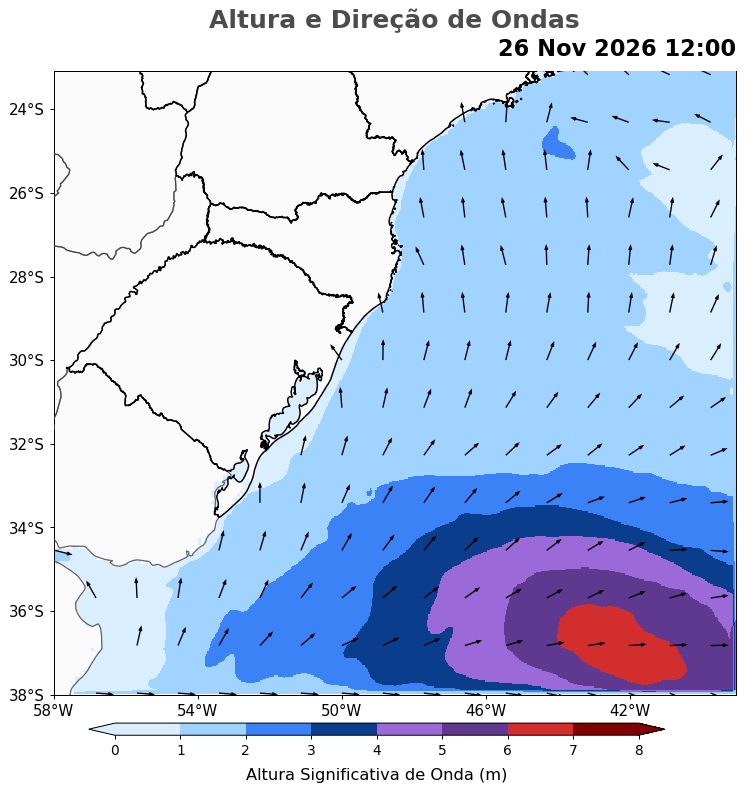 Altura e Direção de Ondas
26 Nov 2026 12:00
24°S
26°S
28°S
30°S
32°S
34°S
36°S
38°S
58°W 54°W 50°W 46°W 42°W
0 1 2 3 4 5 6 7 8
Altura Significativa de Onda (m)